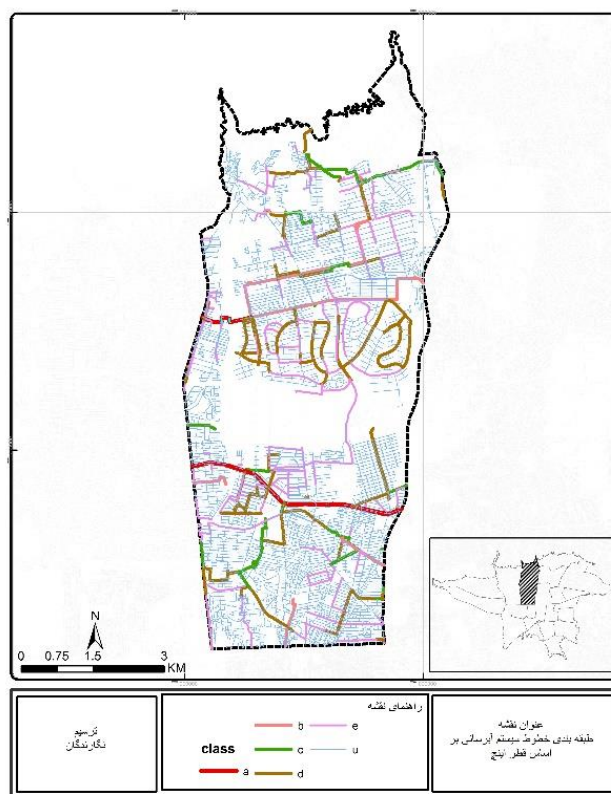 N
0 0.75 1.5 3
KM
ترسیم
نگارندگان
راهنمای نقشه
class
a
b
c
d
e
u
عنوان نقشه
طبقه بندی خطوط سیستم آبرسانی بر
اساس قطر اینچ